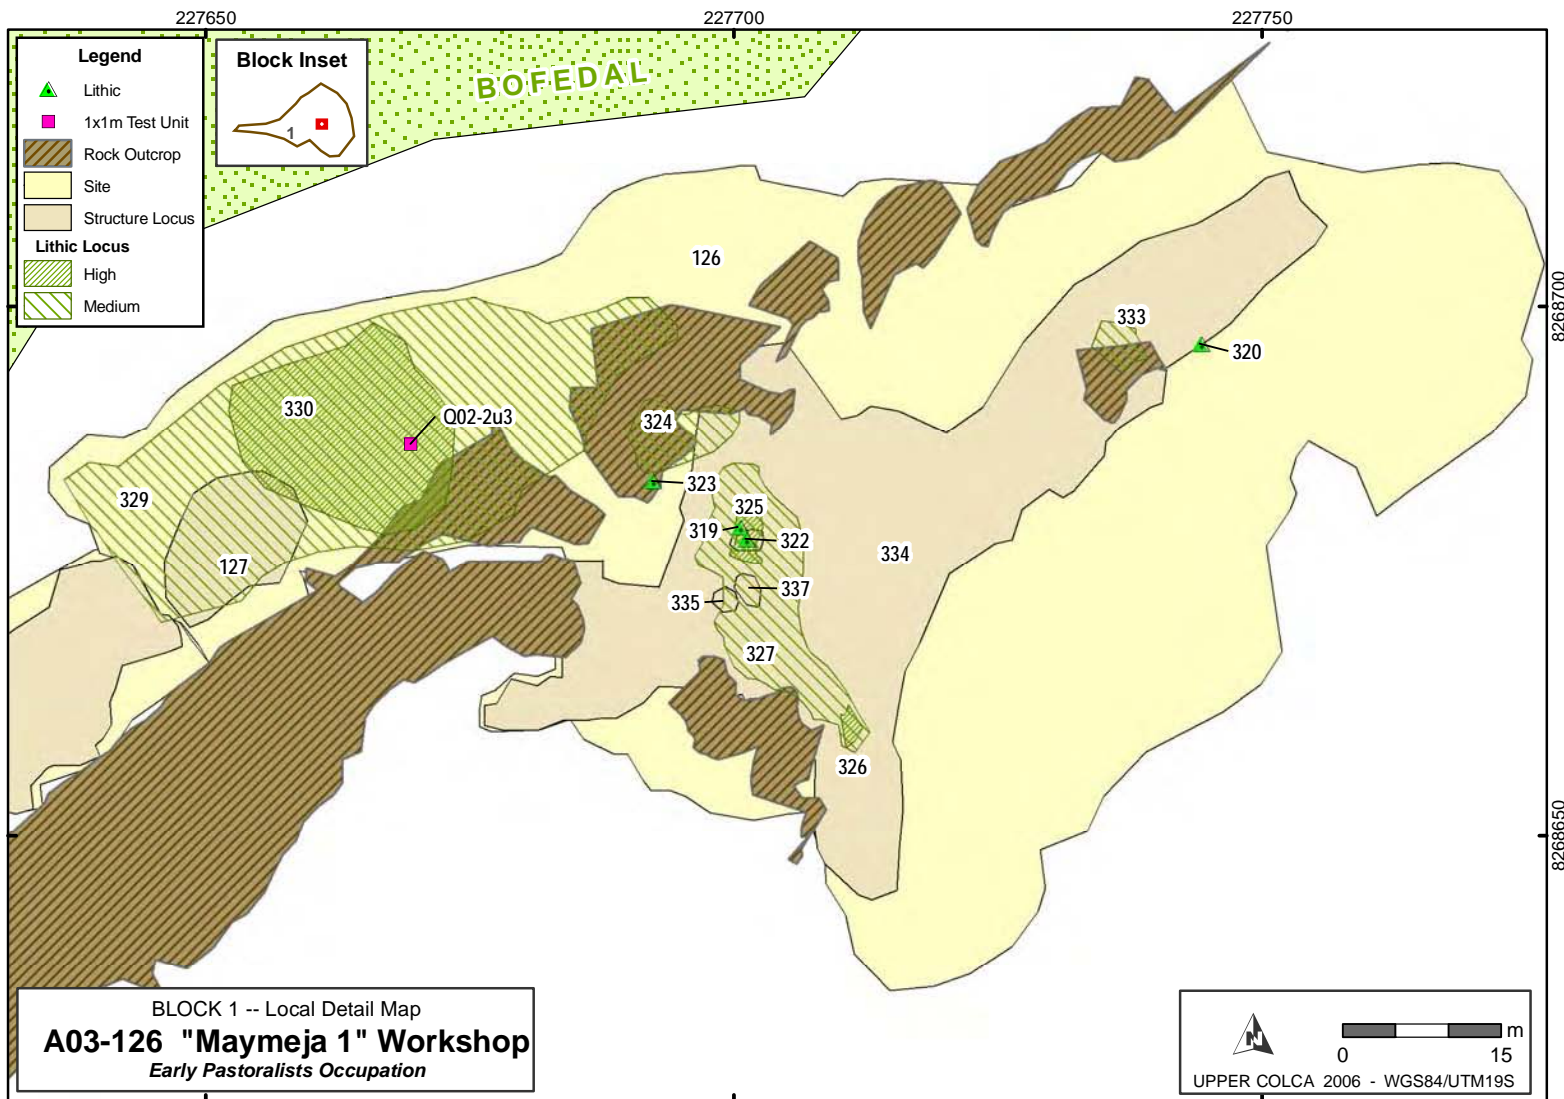 227650
227700
227750
Legend
Lithic
1x1m Test Unit
Rock Outcrop
Site
Structure Locus
Lithic Locus
High
Medium
Block Inset
1
BOFEDAL
126
333
320
8268700
330
Q02-2u3
324
329
323
325
319
322
334
127
337
335
327
326
8268650
BLOCK 1 -- Local Detail Map
A03-126 "Maymeja 1" Workshop
Early Pastoralists Occupation
N
m
0 15
UPPER COLCA 2006 - WGS84/UTM19S